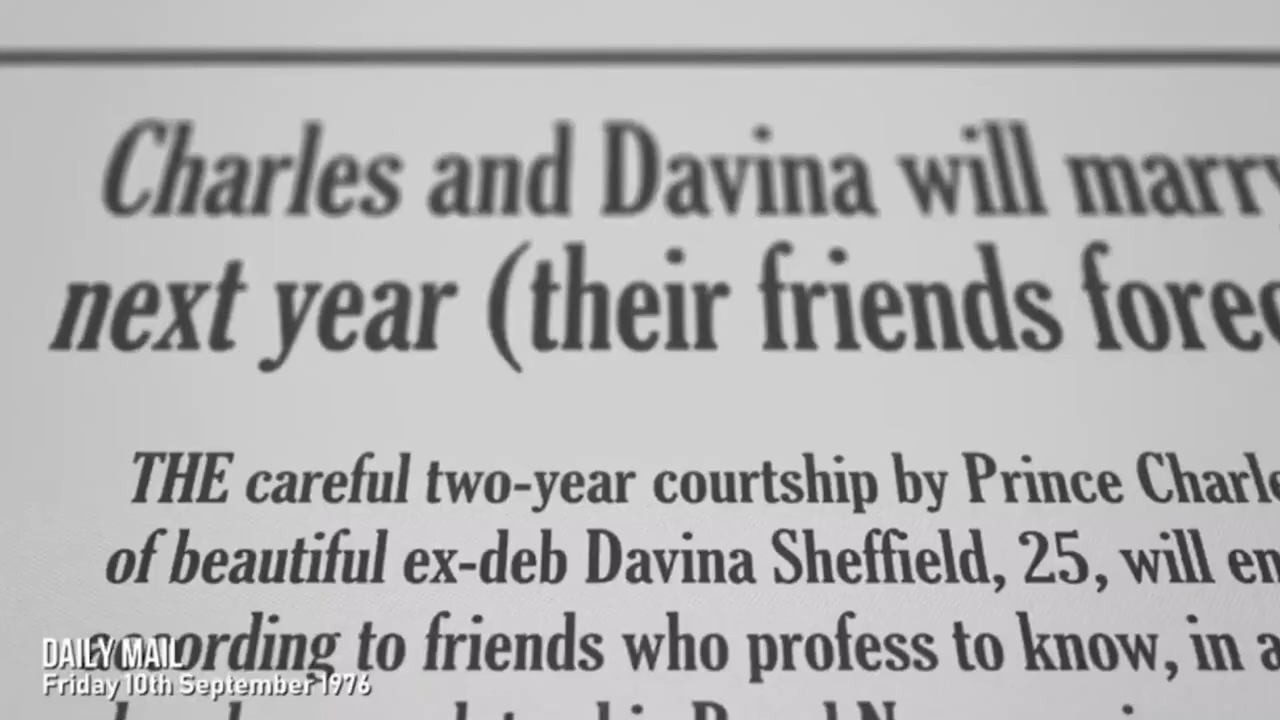 Charles and Davina will marry
next year (their friends forec
THE careful two-year courtship by Prince Charle
of beautiful ex-deb Davina Sheffield, 25, will en
according to friends who profess to know, in a
DAILY MAIL
Friday 10th September 1976